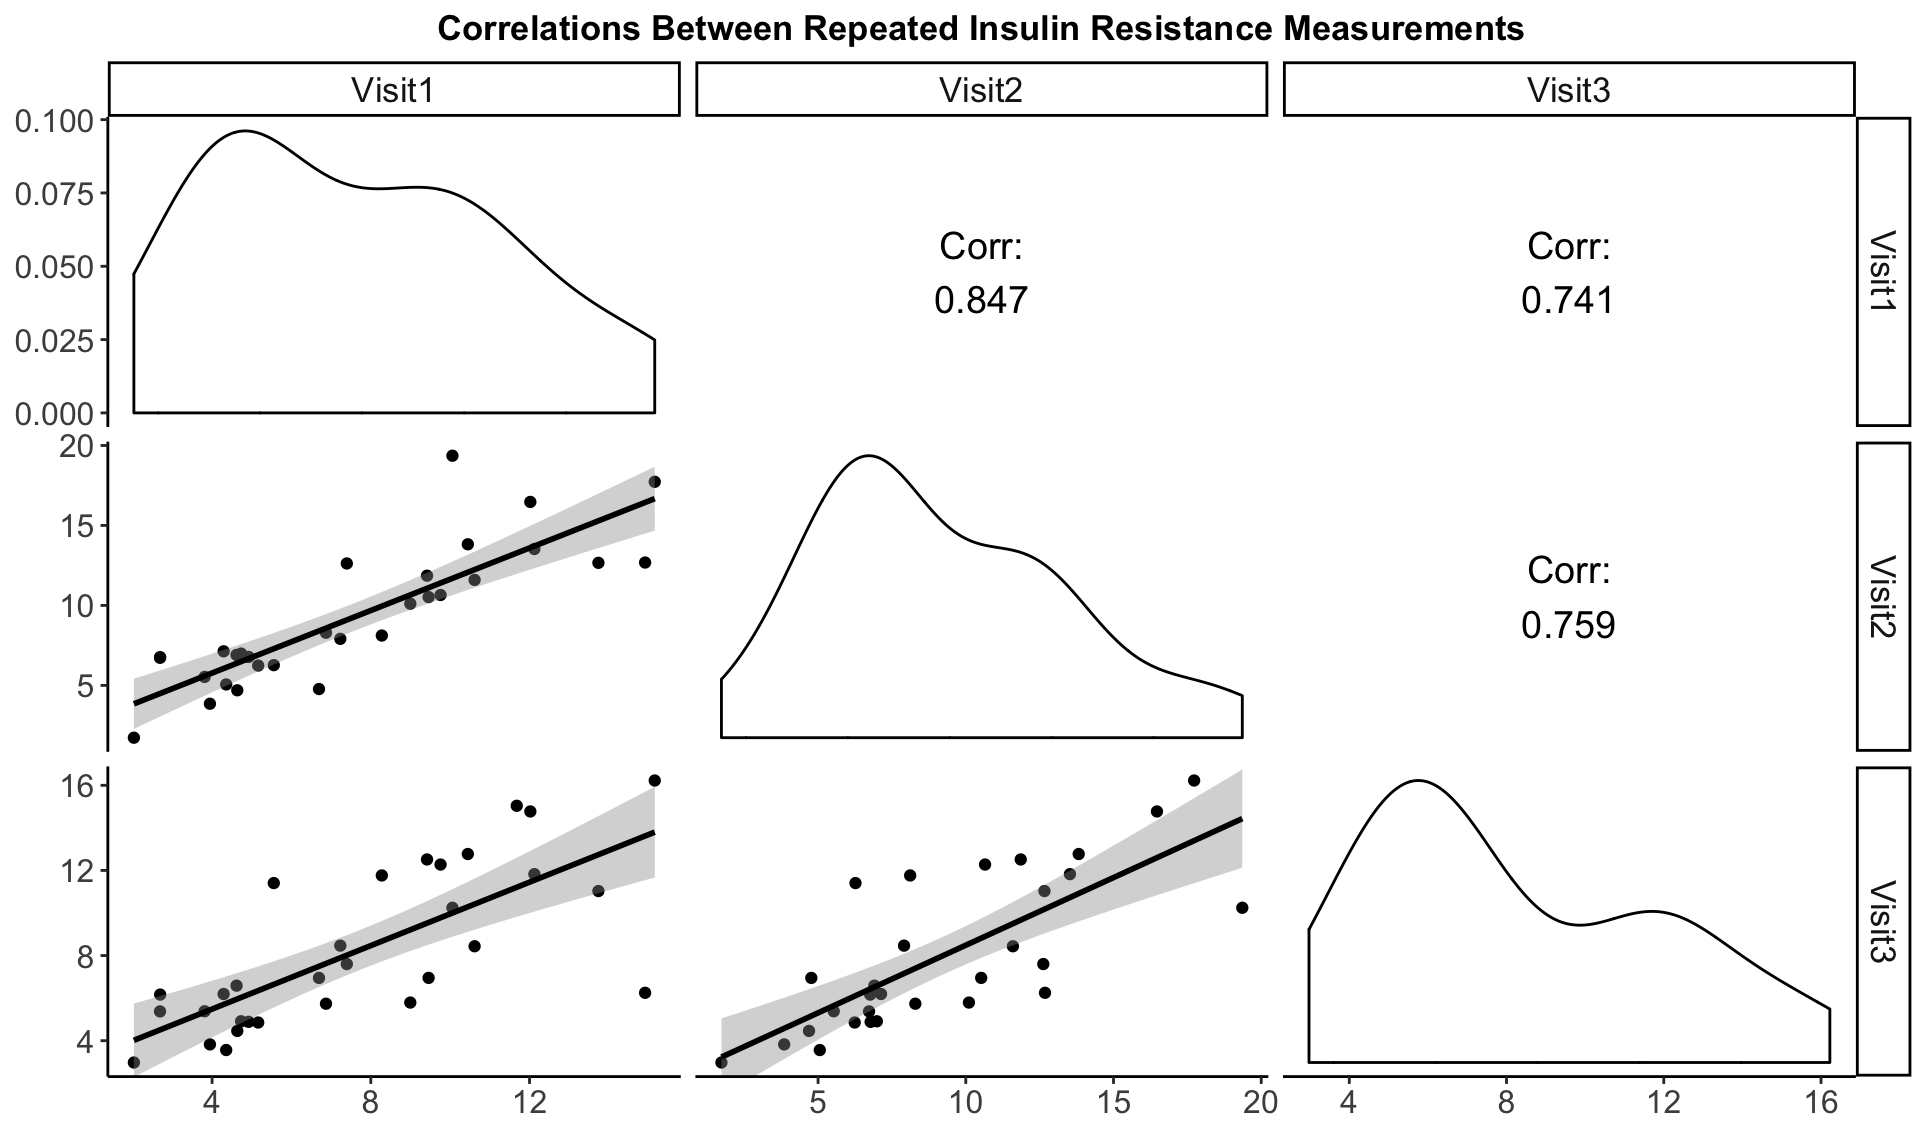 Correlations Between Repeated Insulin Resistance Measurements
Visit1 Visit2 Visit3
0.100
0.075
0.050
0.025
0.000
Corr:
0.847
Corr:
0.741
Visit1
20
15
10
5
Corr:
0.759
Visit2
16
12
8
4
Visit3
4 8 12
5 10 15 20
4 8 12 16